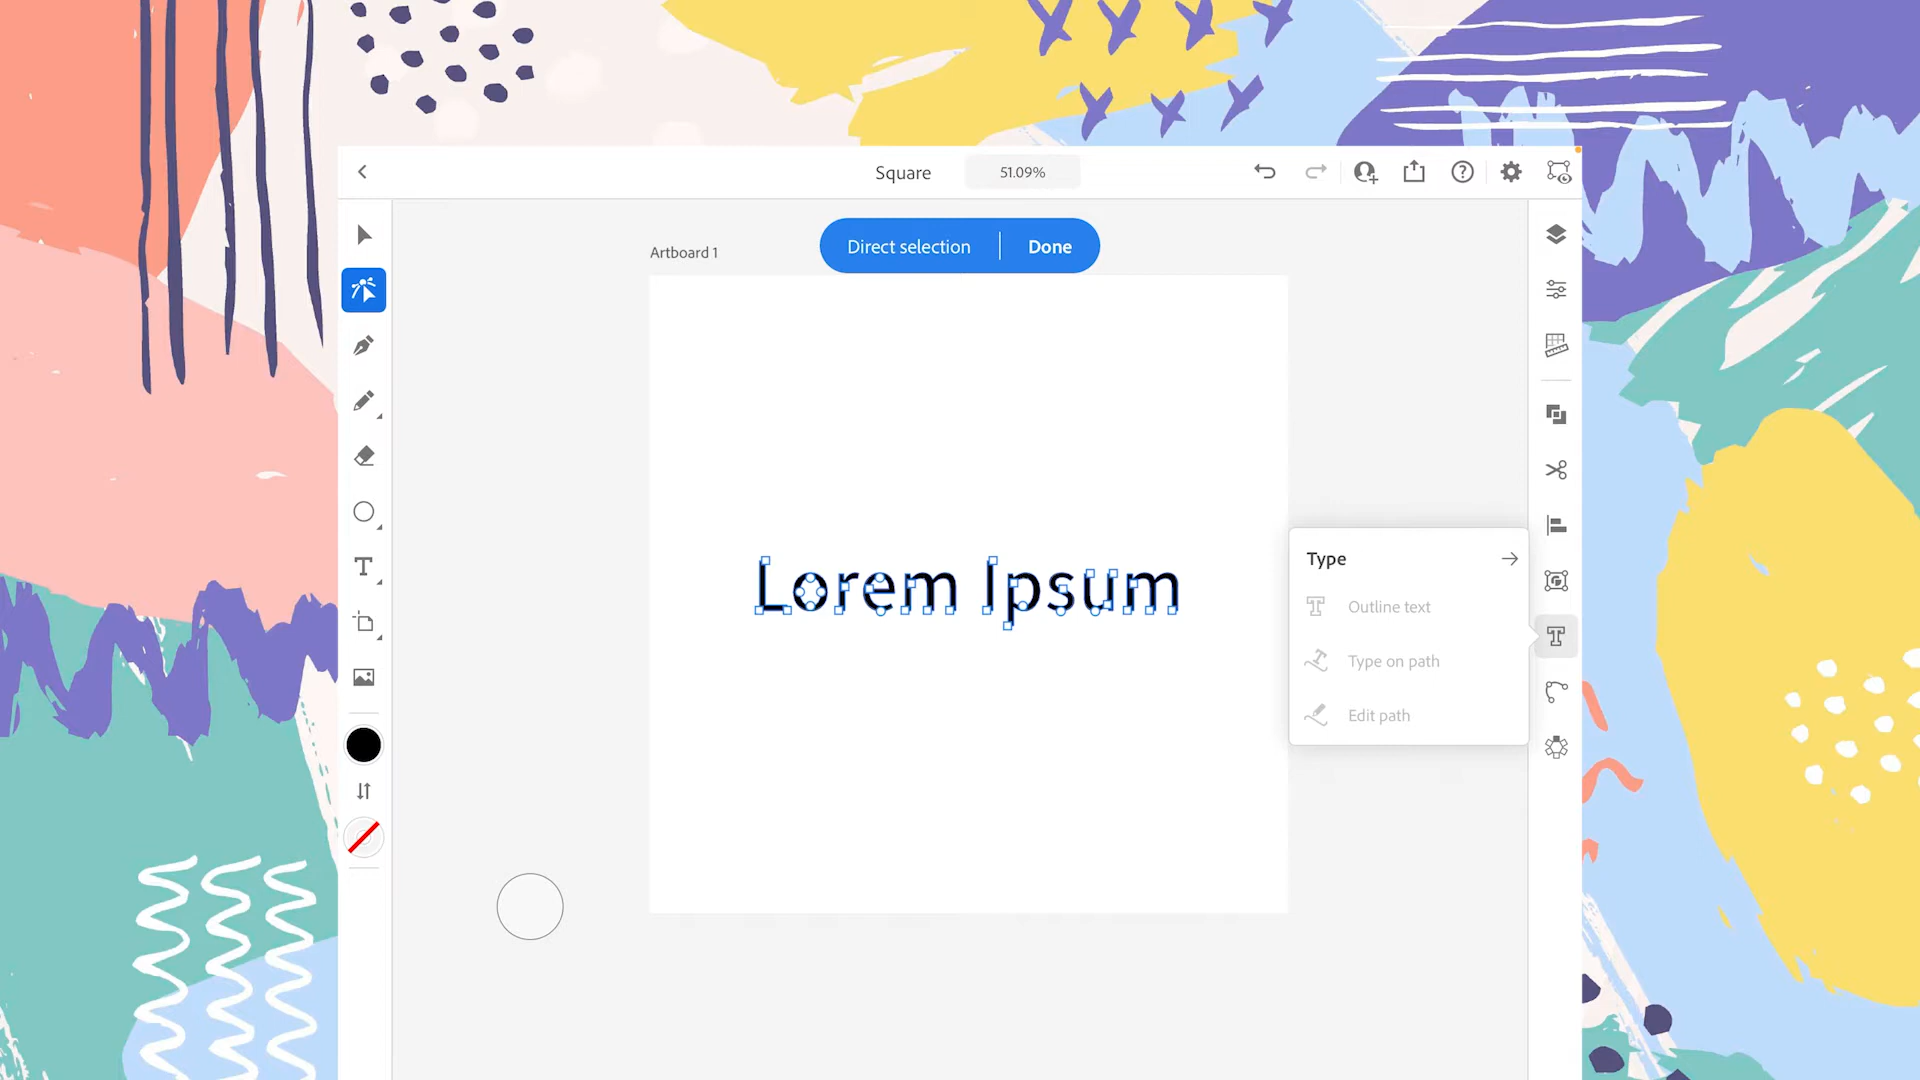 Square
51.09%
Direct selection
Done
Artboard 1
Lorem Ipsum
Type
Outline text
Type on path
Edit path